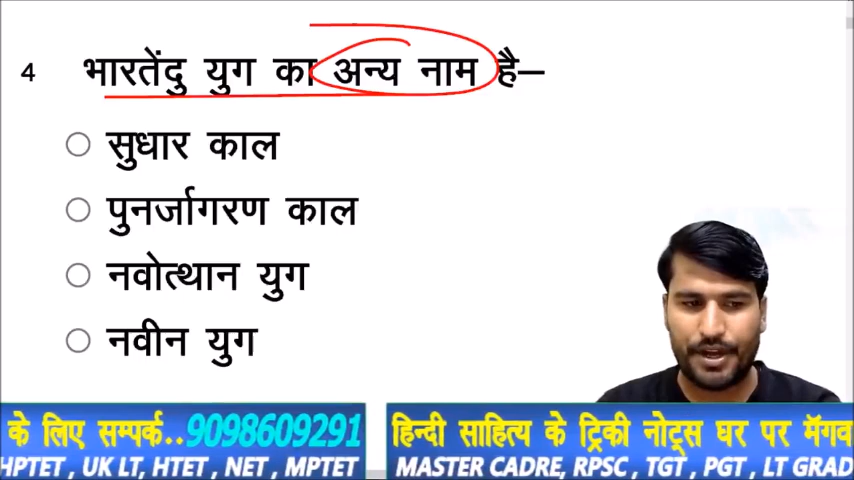 4 भारतेंदु युग का अन्य नाम है–
सुधार काल
पुनर्जागरण काल
नवोत्थान युग
नवीन युग
के लिए सम्पर्क..9098609291
HPTET , UK LT, HTET , NET , MPTET
हिन्दी साहित्य के ट्रिकी नोट्स घर पर मॅगव
MASTER CADRE, RPSC , TGT , PGT , LT GRAD